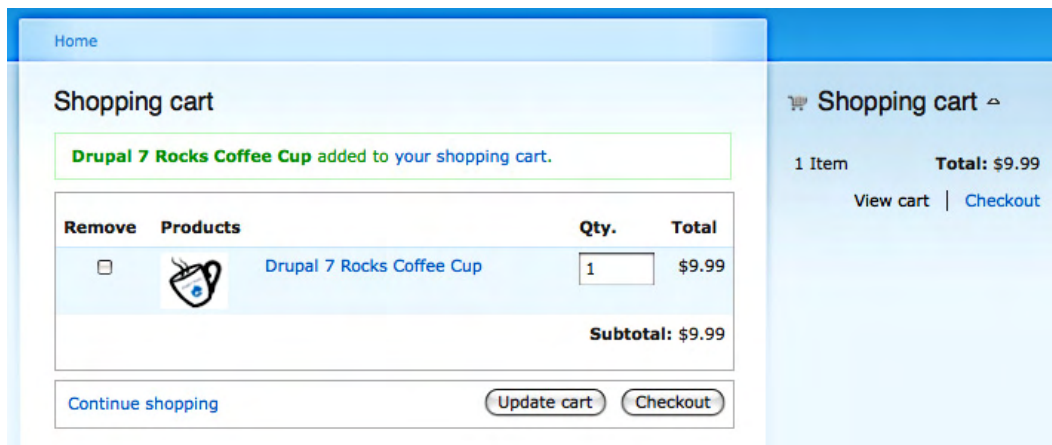 Home
Shopping cart
Drupal 7 Rocks Coffee Cup added to your shopping cart.
Remove Products Qty. Total
Drupal 7 Rocks Coffee Cup 1 $9.99
Subtotal: $9.99
Continue shopping Update cart Checkout
Shopping cart
1 Item Total: $9.99
View cart | Checkout